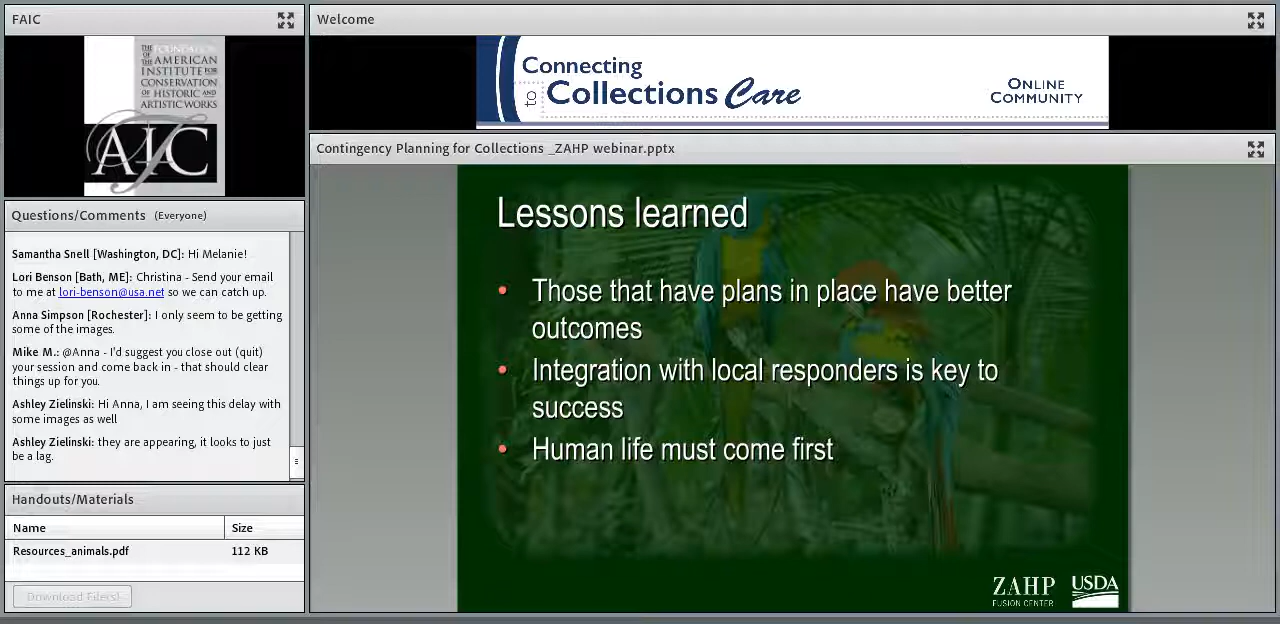 FAIC
THE FOUNDATION
OF THE AMERICAN
INSTITUTE FOR
CONSERVATION
OF HISTORIC AND
ARTISTIC WORKS
AIC
Questions/Comments (Everyone)
Samantha Snell [Washington, DC]: Hi Melanie!
Lori Benson [Bath, ME]: Christina - Send your email
to me at lori-benson@usa.net so we can catch up.
Anna Simpson [Rochester]: I only seem to be getting
some of the images.
Mike M.: @Anna - I'd suggest you close out (quit)
your session and come back in - that should clear
things up for you.
Ashley Zielinski: Hi Anna, I am seeing this delay with
some images as well
Ashley Zielinski: they are appearing, it looks to just
be a lag.
Handouts/Materials
Name Size
Resources_animals.pdf 112 KB
Download File(s)
Welcome
Connecting
to Collections Care
ONLINE
COMMUNITY
Contingency Planning for Collections _ZAHP webinar.pptx
Lessons learned
• Those that have plans in place have better
outcomes
• Integration with local responders is key to
success
• Human life must come first
ZAHP
FUSION CENTER
USDA